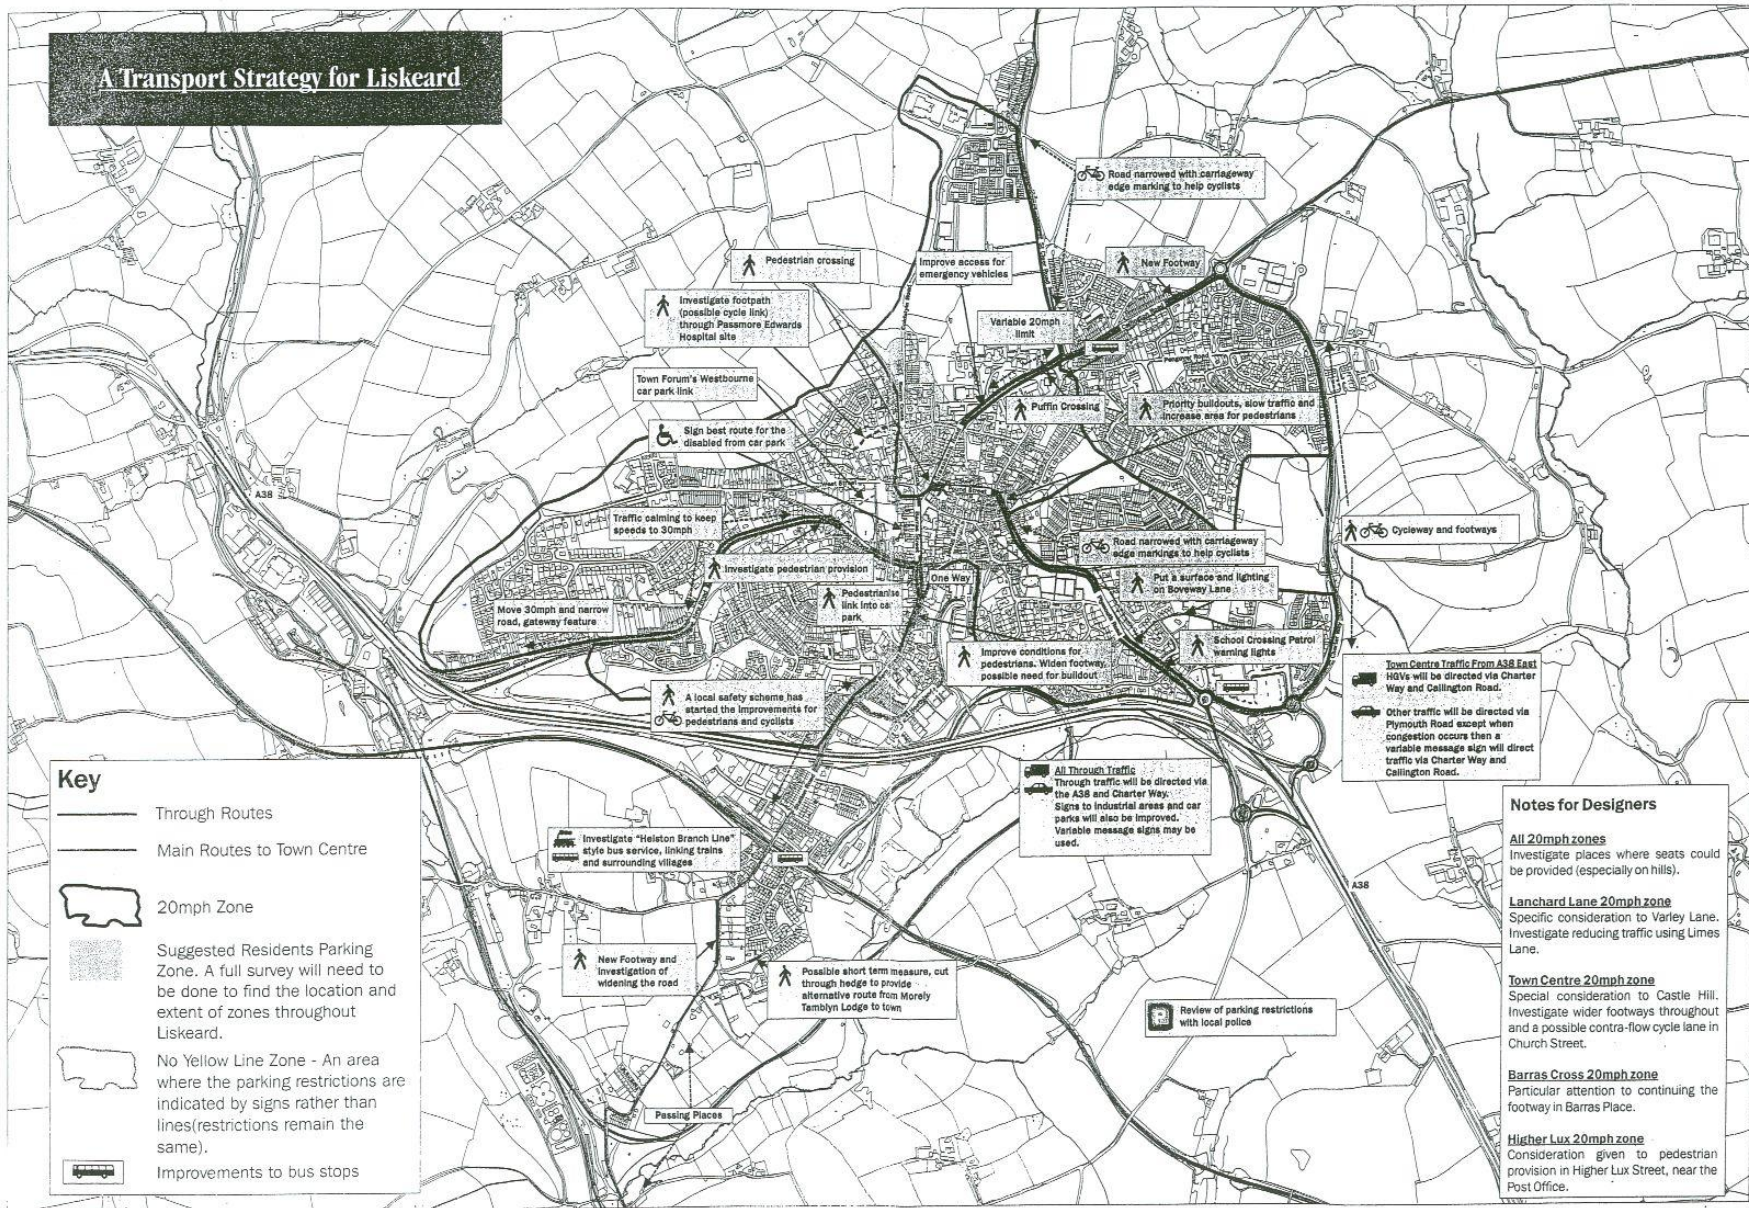 A Transport Strategy for Liskeard
Road narrowed with carriageway
edge marking to help cyclists
Pedestrian crossing
Improve access for
emergency vehicles
New Footway
Investigate footpath
(possible cycle link)
through Passmore Edwards
Hospital site
Variable 20mph
limit
Town Forum's Westbourne
car park link
Puffin Crossing
Priority buildouts, slow traffic and
increase area for pedestrians
Sign best route for the
disabled from car park
A38
Traffic calming to keep
speeds to 30mph
Cycleway and footways
Road narrowed with carriageway
edge markings to help cyclists
Investigate pedestrian provision
One Way
Put a surface and lighting
on Boveway Lane
Move 30mph and narrow
road, gateway feature
Pedestrianise
link into car
park
School Crossing Patrol
warning lights
Improve conditions for
pedestrians. Widen footway,
possible need for buildout
Town Centre Traffic From A38 East
HGVs will be directed via Charter
Way and Callington Road.
Other traffic will be directed via
Plymouth Road except when
congestion occurs then a
variable message sign will direct
traffic via Charter Way and
Callington Road.
A local safety scheme has
started the improvements for
pedestrians and cyclists
All Through Traffic
Through traffic will be directed via
the A38 and Charter Way.
Signs to industrial areas and car
parks will also be improved.
Variable message signs may be
used.
Investigate "Helston Branch Line"
style bus service, linking trains
and surrounding villages
A38
New Footway and
investigation of
widening the road
Possible short term measure, cut
through hedge to provide
alternative route from Morely
Tamblyn Lodge to town
P
Review of parking restrictions
with local police
Passing Places
Key
Through Routes
Main Routes to Town Centre
20mph Zone
Suggested Residents Parking
Zone. A full survey will need to
be done to find the location and
extent of zones throughout
Liskeard.
No Yellow Line Zone - An area
where the parking restrictions are
indicated by signs rather than
lines(restrictions remain the
same).
Improvements to bus stops
Notes for Designers
All 20mph zones
Investigate places where seats could
be provided (especially on hills).
Lanchard Lane 20mph zone
Specific consideration to Varley Lane.
Investigate reducing traffic using Limes
Lane.
Town Centre 20mph zone
Special consideration to Castle Hill.
Investigate wider footways throughout
and a possible contra-flow cycle lane in
Church Street.
Barras Cross 20mph zone
Particular attention to continuing the
footway in Barras Place.
Higher Lux 20mph zone
Consideration given to pedestrian
provision in Higher Lux Street, near the
Post Office.